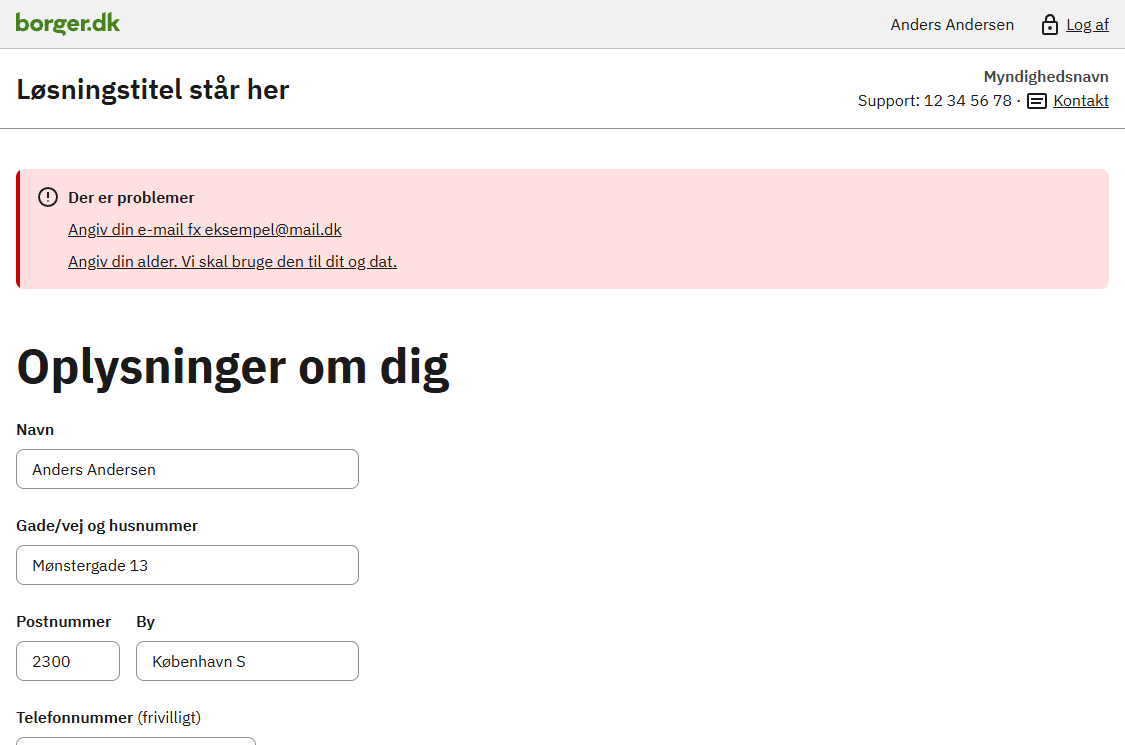 borger.dk
Anders Andersen
Log af
Løsningstitel står her
Myndighedsnavn
Support: 12 34 56 78 · Kontakt
Der er problemer
Angiv din e-mail fx eksempel@mail.dk
Angiv din alder. Vi skal bruge den til dit og dat.
Oplysninger om dig
Navn
Anders Andersen
Gade/vej og husnummer
Mønstergade 13
Postnummer
By
2300
København S
Telefonnummer (frivilligt)